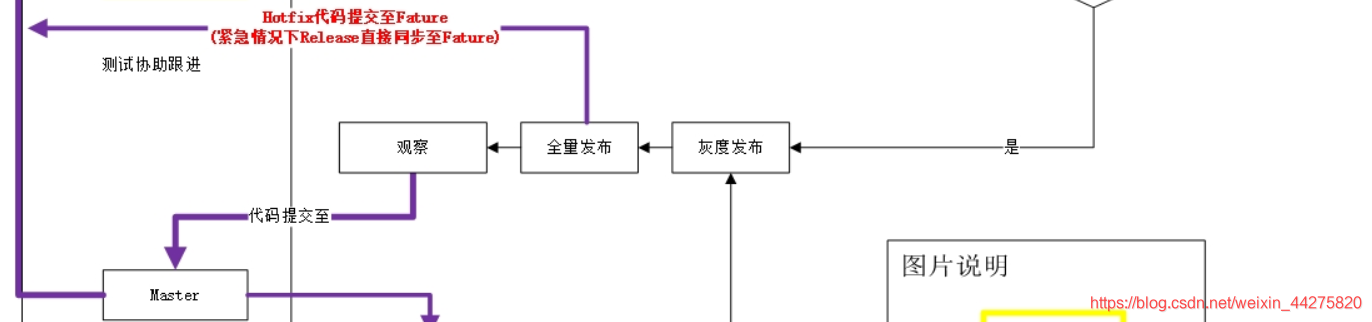 Hotfix代码提交至Fature
(紧急情况下Release直接同步至Fature)
测试协助跟进
观察
全量发布
灰度发布
是
代码提交至
图片说明
Master
https://blog.csdn.net/weixin_44275820